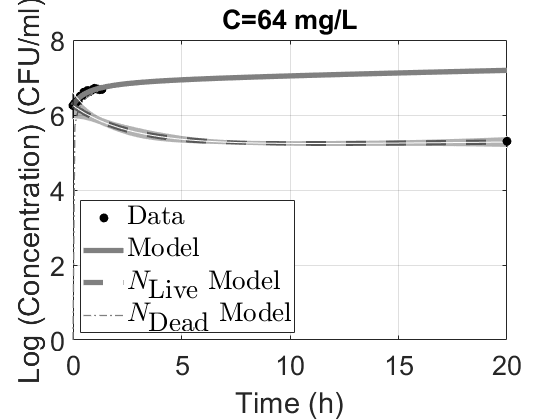 C=64 mg/L
Log (Concentration) (CFU/ml)
8
6
4
2
0
Data
Model
N_Live Model
N_Dead Model
0 5 10 15 20
Time (h)